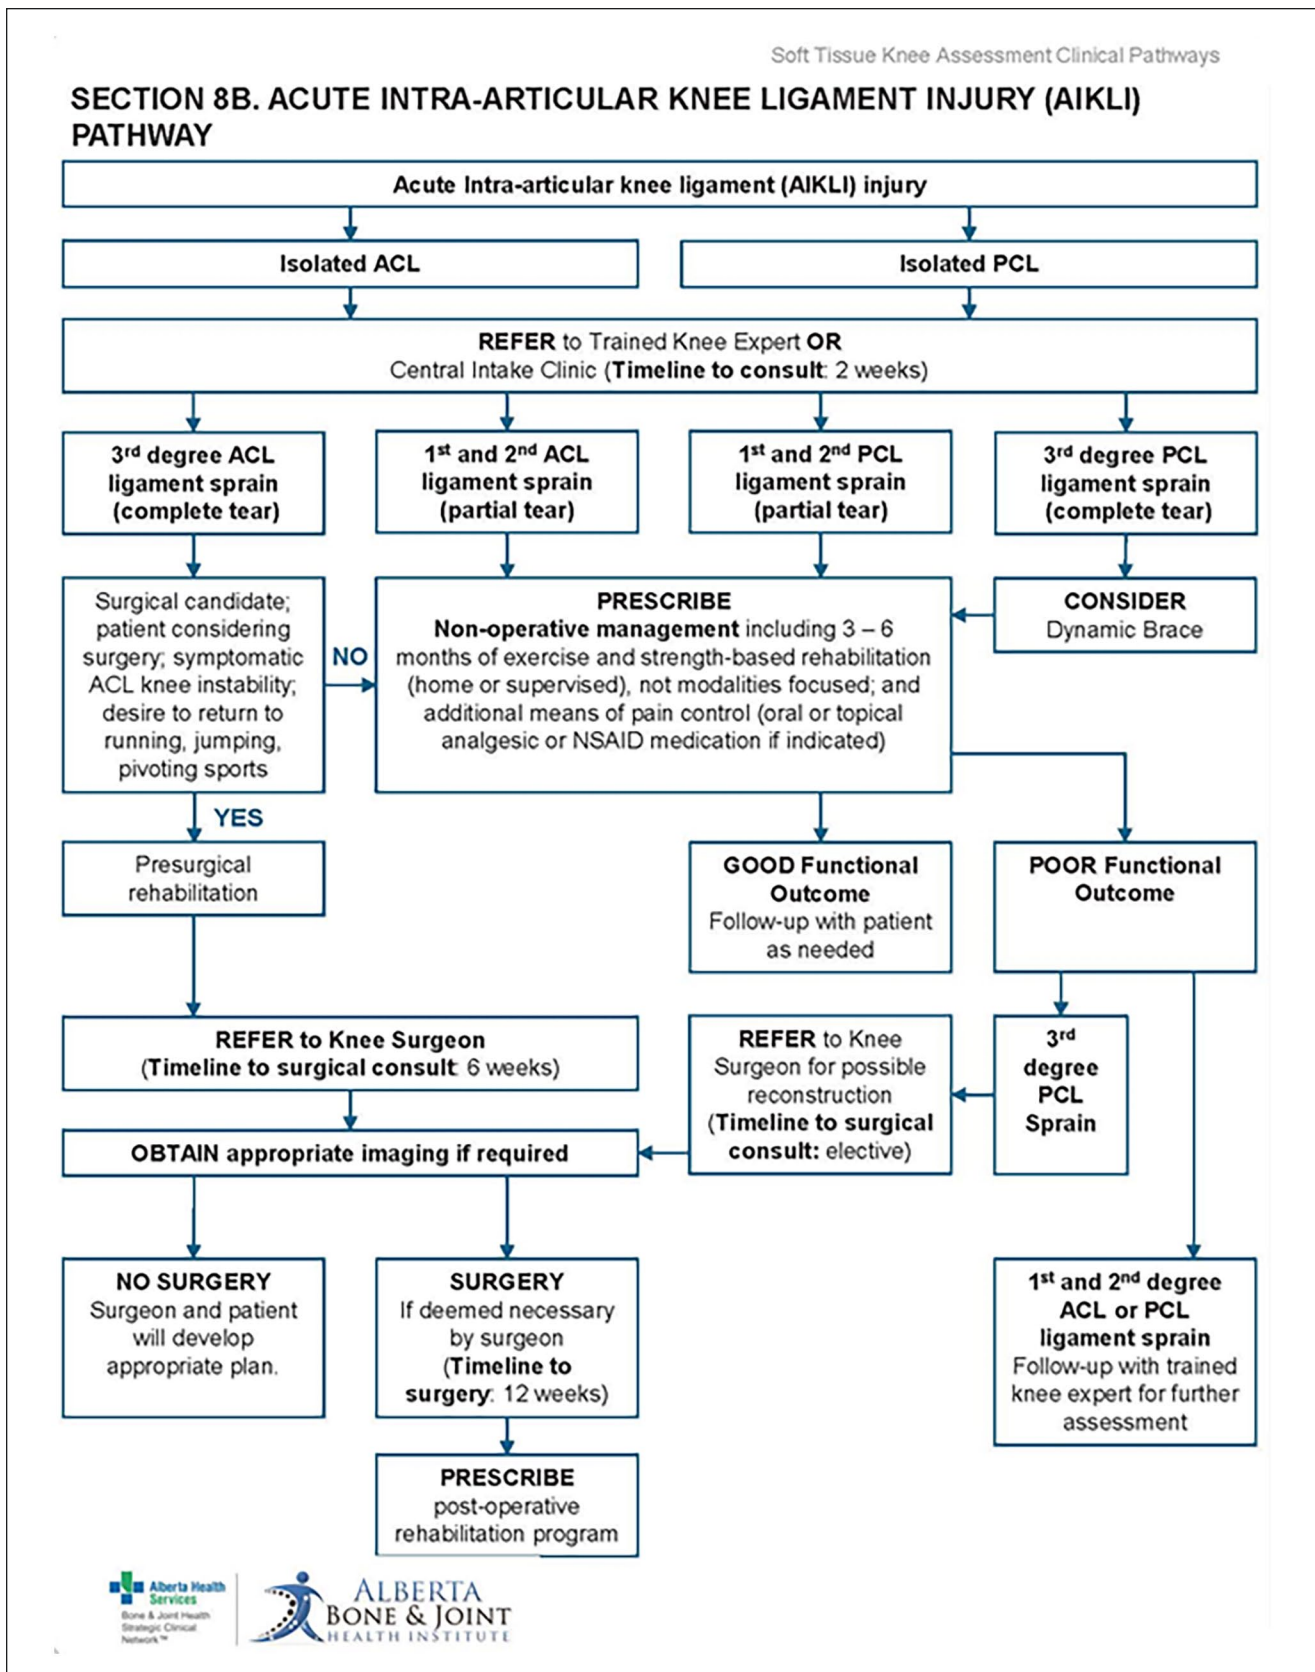 Soft Tissue Knee Assessment Clinical Pathways
SECTION 8B. ACUTE INTRA-ARTICULAR KNEE LIGAMENT INJURY (AIKLI)
PATHWAY
Acute Intra-articular knee ligament (AIKLI) injury
Isolated ACL
Isolated PCL
REFER to Trained Knee Expert OR
Central Intake Clinic (Timeline to consult: 2 weeks)
3rd degree ACL
ligament sprain
(complete tear)
1st and 2nd ACL
ligament sprain
(partial tear)
1st and 2nd PCL
ligament sprain
(partial tear)
3rd degree PCL
ligament sprain
(complete tear)
Surgical candidate;
patient considering
surgery; symptomatic
ACL knee instability;
desire to return to
running, jumping,
pivoting sports
NO
PRESCRIBE
Non-operative management including 3 – 6
months of exercise and strength-based rehabilitation
(home or supervised), not modalities focused; and
additional means of pain control (oral or topical
analgesic or NSAID medication if indicated)
CONSIDER
Dynamic Brace
YES
Presurgical
rehabilitation
GOOD Functional
Outcome
Follow-up with patient
as needed
POOR Functional
Outcome
REFER to Knee Surgeon
(Timeline to surgical consult: 6 weeks)
REFER to Knee
Surgeon for possible
reconstruction
(Timeline to surgical
consult: elective)
3rd
degree
PCL
Sprain
OBTAIN appropriate imaging if required
NO SURGERY
Surgeon and patient
will develop
appropriate plan.
SURGERY
If deemed necessary
by surgeon
(Timeline to
surgery: 12 weeks)
1st and 2nd degree
ACL or PCL
ligament sprain
Follow-up with trained
knee expert for further
assessment
PRESCRIBE
post-operative
rehabilitation program
Alberta Health
Services
Bone & Joint Health
Strategic Clinical
Network™
ALBERTA
BONE & JOINT
HEALTH INSTITUTE